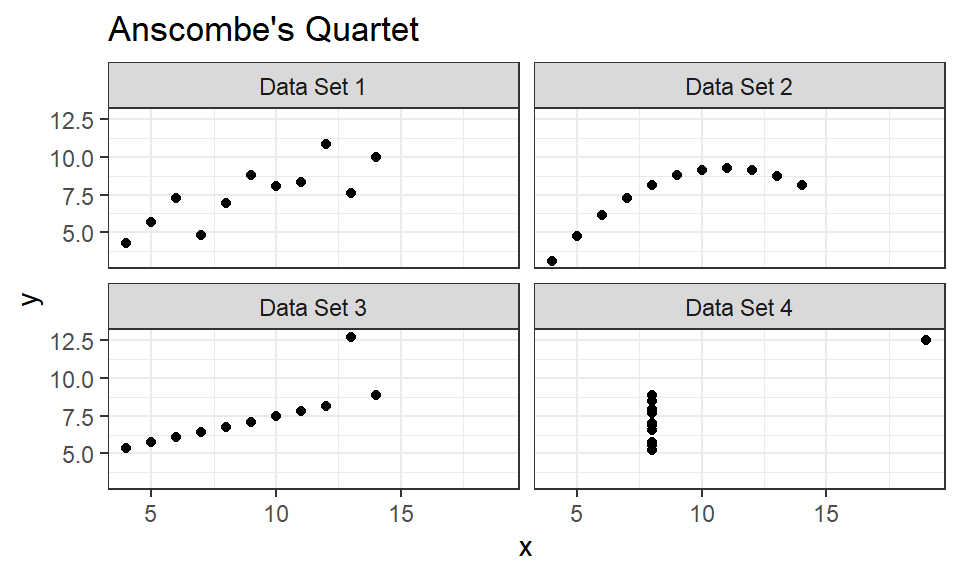 Anscombe's Quartet
Data Set 1
Data Set 2
12.5
10.0
7.5
5.0
y
Data Set 3
Data Set 4
12.5
10.0
7.5
5.0
5 10 15 5 10 15
x